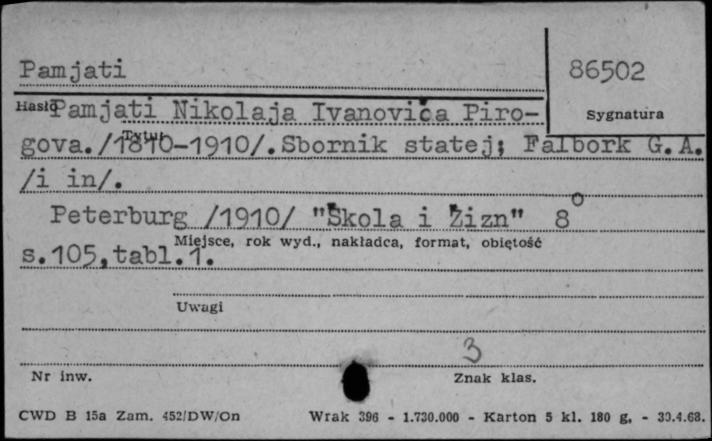 Pamjati
86502
Hasło
Pamjati Nikolaja Ivanoviča Piro-
Sygnatura
Tytuł
gova./1810-1910/.Sbornik statej; Falbork G.A.
/i in/.
Peterburg /1910/ "Škola i Žizn" 8°
Miejsce, rok wyd., nakładca, format, obiętość
s.105,tabl.1.
Uwagi
3
Nr inw.
Znak klas.
CWD B 15a Zam. 452/DW/On
Wrak 396 - 1.730.000 - Karton 5 kl. 180 g. - 30.4.68.